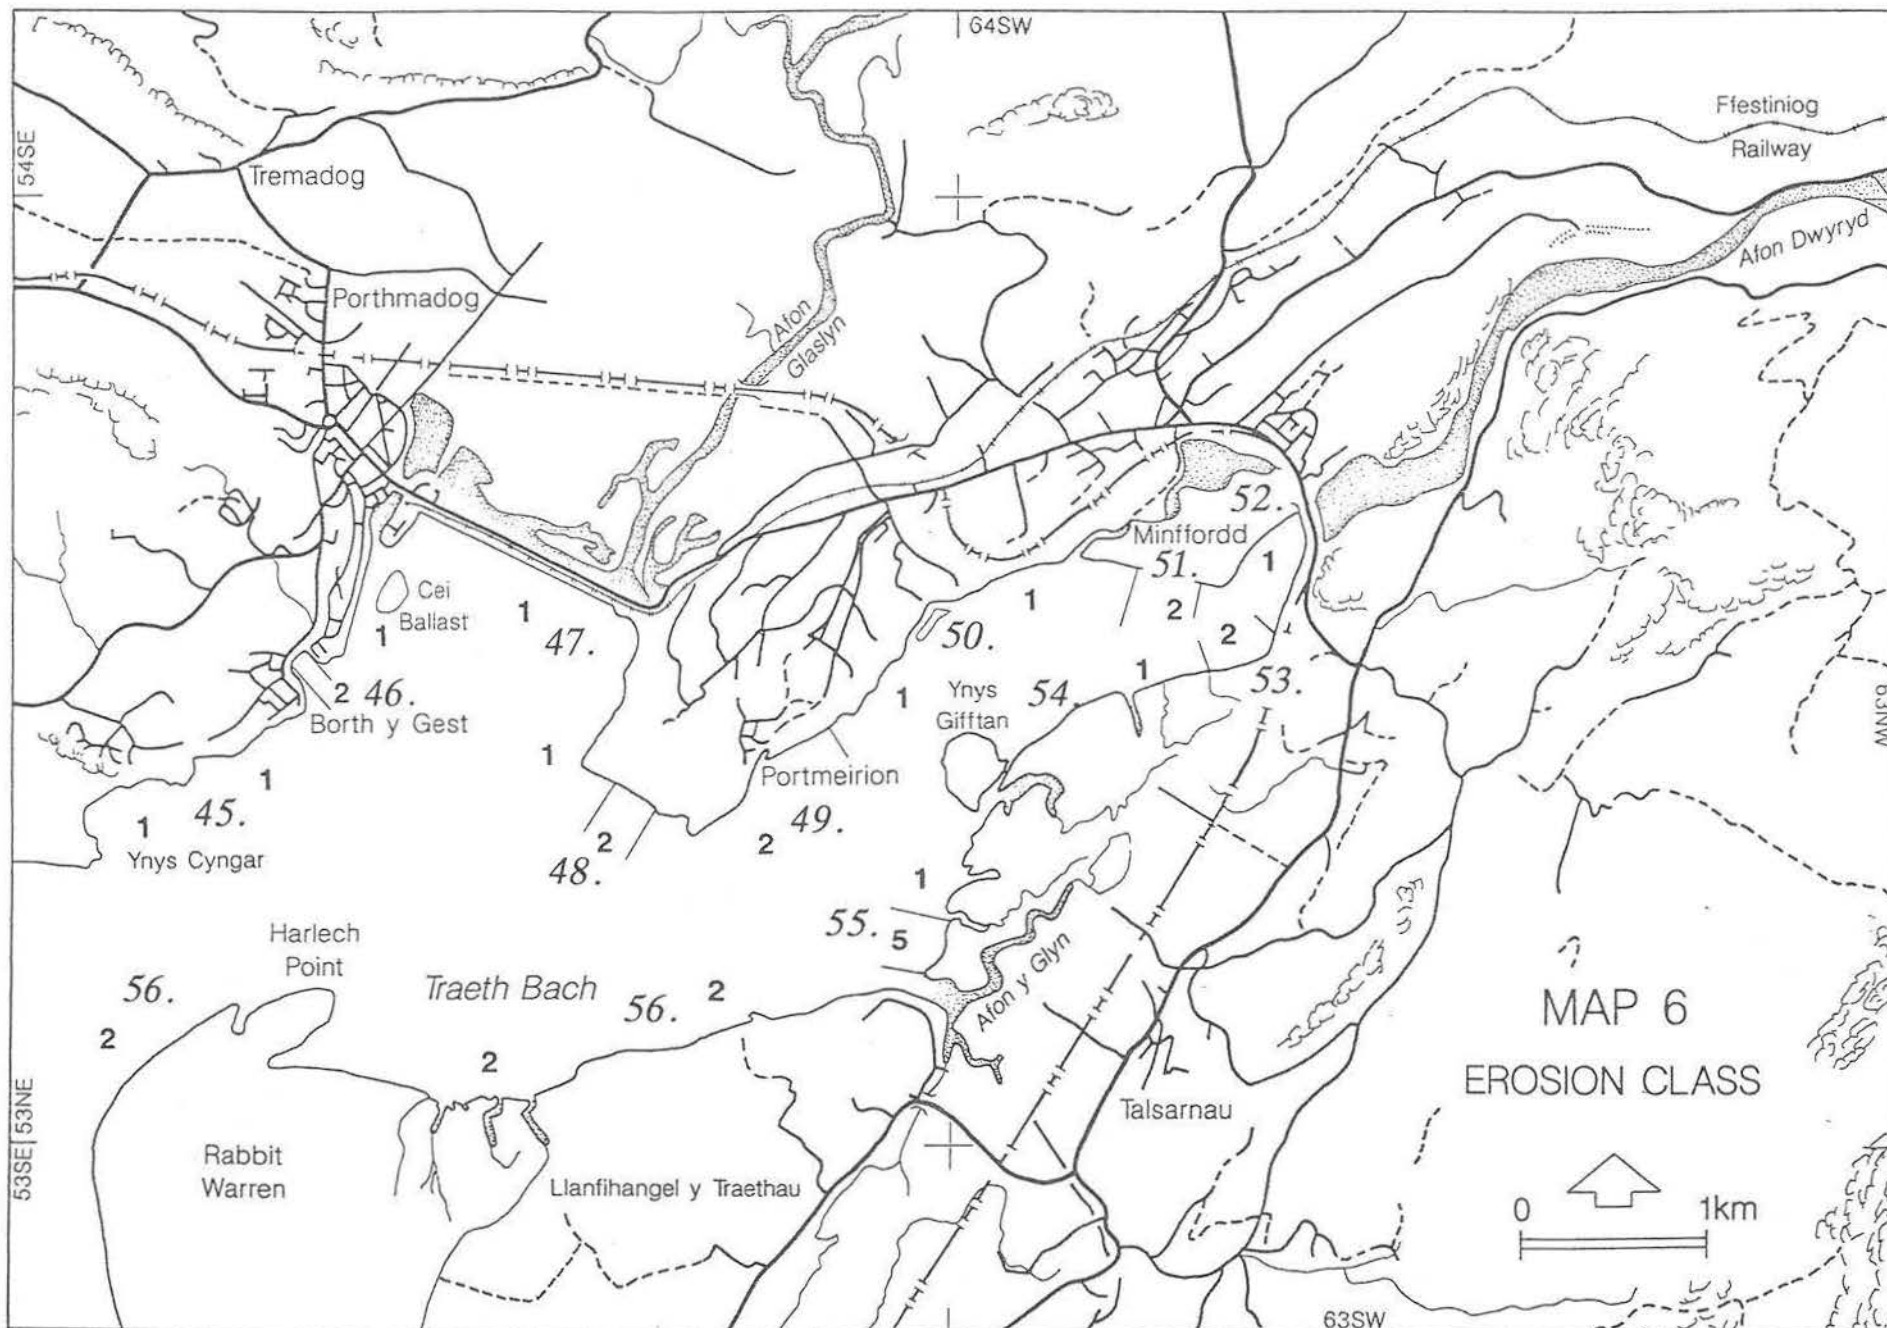 64SW
54SE
Ffestiniog
Railway
Tremadog
Afon Dwyryd
Porthmadog
Afon
Glaslyn
52.
Minffordd
51.
1
Cei
Ballast
1
1
47.
1
50.
2
2
2
46.
Borth y Gest
1
Ynys
Gifftan
54.
1
53.
63NW
1
1
45.
1
Ynys Cyngar
Portmeirion
49.
2
2
48.
1
55.
5
Harlech
Point
56.
2
Traeth Bach
56.
2
Afon y Glyn
2
MAP 6
EROSION CLASS
Talsarnau
53SE 53NE
Rabbit
Warren
Llanfihangel y Traethau
0
1km
63SW